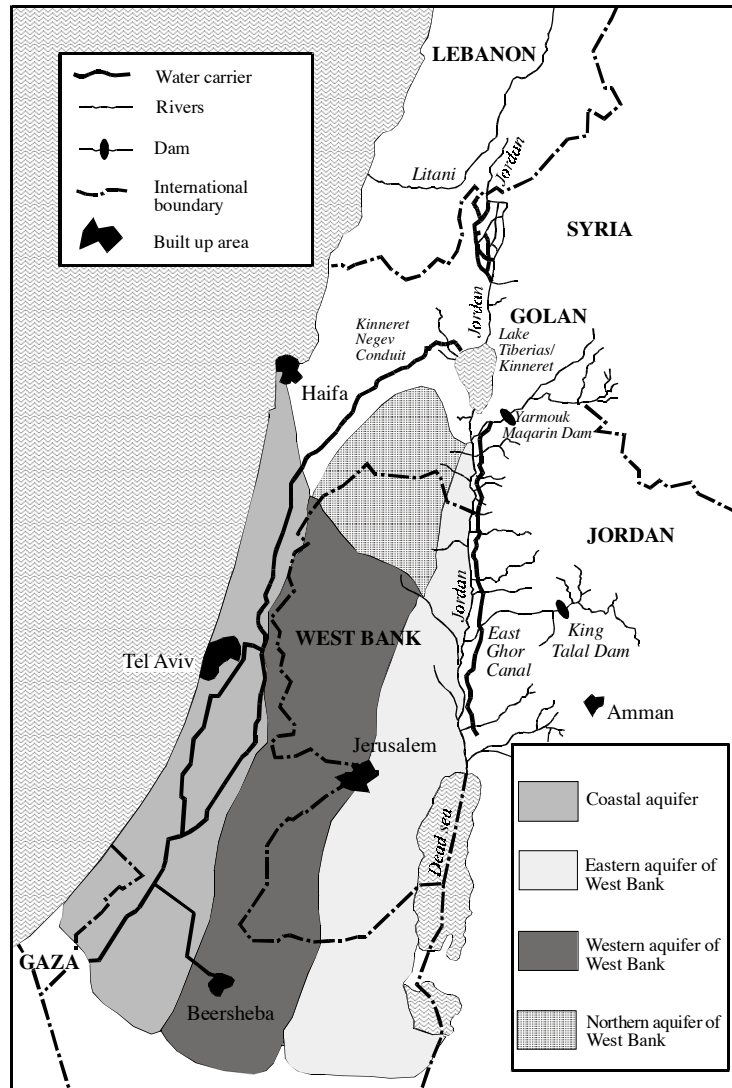 LEBANON
Water carrier
Rivers
Dam
International
boundary
Built up area
Litani
Jordan
SYRIA
Jordan
GOLAN
Kinneret
Negev
Conduit
Lake
Tiberias/
Kinneret
Haifa
Yarmouk
Maqarin Dam
JORDAN
Jordan
WEST BANK
East
Ghor
Canal
King
Talal Dam
Tel Aviv
Amman
Jerusalem
Dead sea
GAZA
Beersheba
Coastal aquifer
Eastern aquifer of
West Bank
Western aquifer of
West Bank
Northern aquifer of
West Bank